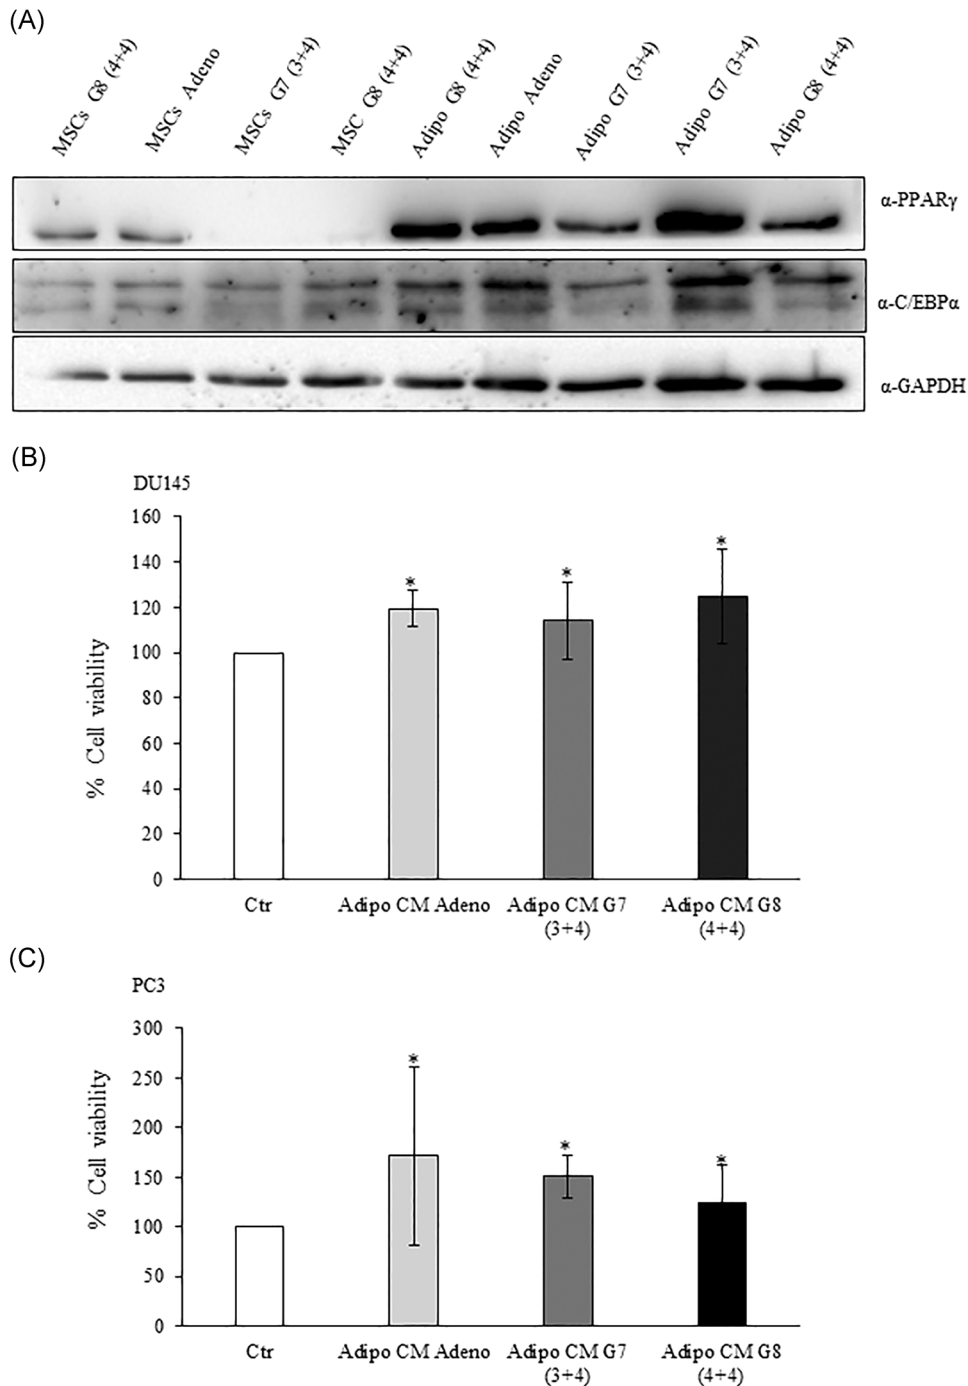 (A)
MSCs G8 (4+4)
MSCs Adeno
MSCs G7 (3+4)
MSC G8 (4+4)
Adipo G8 (4+4)
Adipo Adeno
Adipo G7 (3+4)
Adipo G7 (3+4)
Adipo G8 (4+4)
α-PPARγ
α-C/EBPα
α-GAPDH
(B)
DU145
% Cell viability
160
140
120
100
80
60
40
20
0
*
*
*
Ctr
Adipo CM Adeno
Adipo CM G7
(3+4)
Adipo CM G8
(4+4)
(C)
PC3
% Cell viability
300
250
200
150
100
50
0
*
*
*
Ctr
Adipo CM Adeno
Adipo CM G7
(3+4)
Adipo CM G8
(4+4)